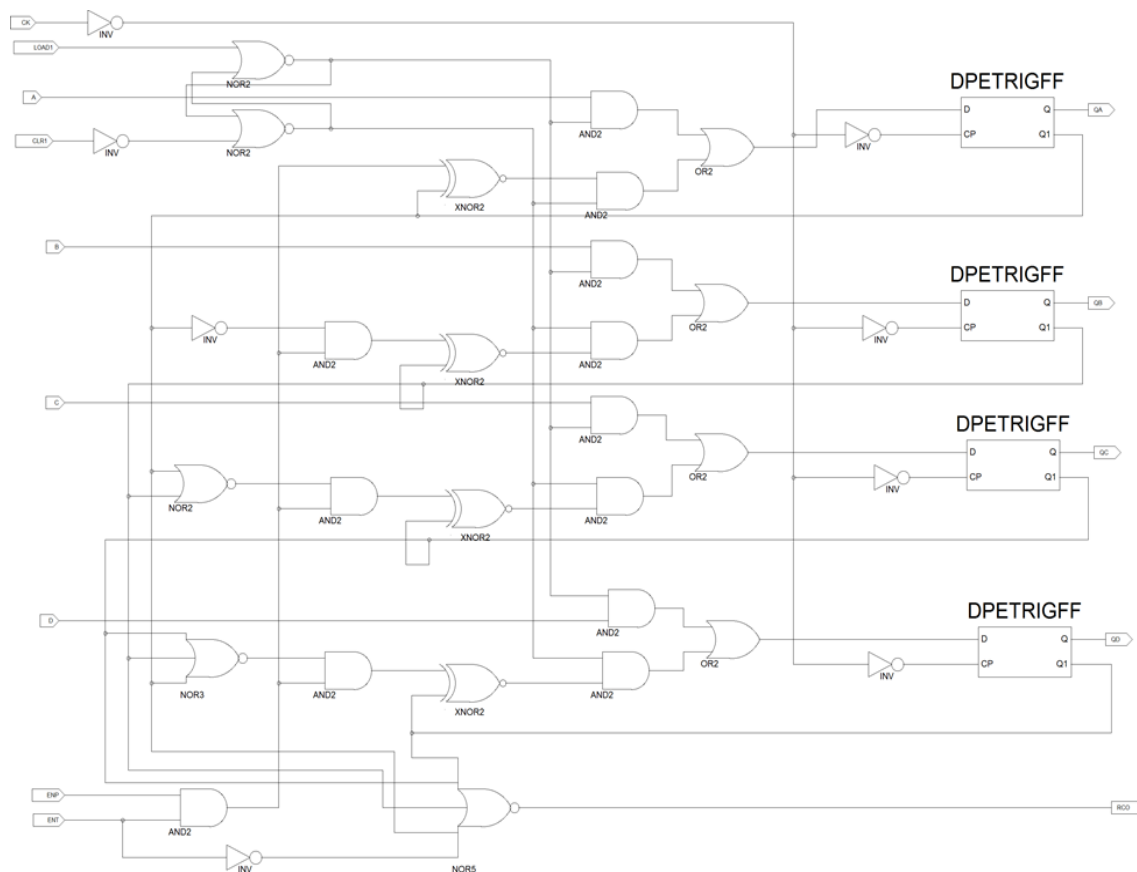 CK
INV
LOAD1
NOR2
A
CLR1
INV
NOR2
AND2
OR2
XNOR2
AND2
INV
DPETRIGFF
D
Q
CP
Q1
QA
B
AND2
OR2
INV
AND2
XNOR2
AND2
INV
DPETRIGFF
D
Q
CP
Q1
QB
C
AND2
OR2
NOR2
AND2
XNOR2
AND2
INV
DPETRIGFF
D
Q
CP
Q1
QC
D
AND2
OR2
NOR3
AND2
XNOR2
AND2
INV
DPETRIGFF
D
Q
CP
Q1
QD
ENP
ENT
AND2
INV
NOR5
RCO